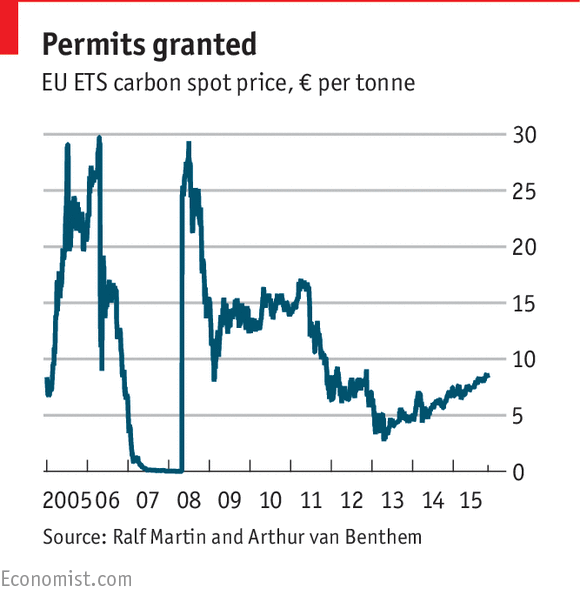 Permits granted
EU ETS carbon spot price, € per tonne
30
25
20
15
10
5
0
2005 06 07 08 09 10 11 12 13 14 15
Source: Ralf Martin and Arthur van Benthem
Economist.com